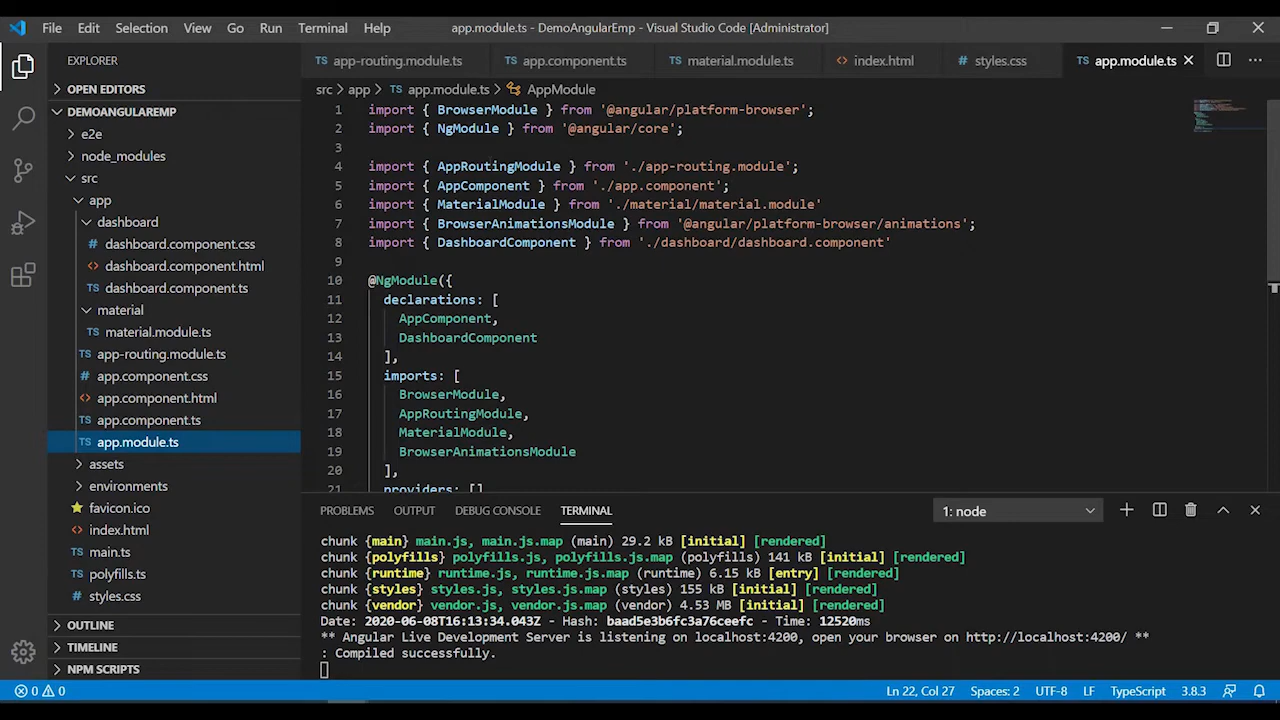 File Edit Selection View Go Run Terminal Help app.module.ts - DemoAngularEmp - Visual Studio Code [Administrator]
EXPLORER
OPEN EDITORS
DEMOANGULAREMP
e2e
node_modules
src
app
dashboard
dashboard.component.css
dashboard.component.html
TS dashboard.component.ts
material
TS material.module.ts
TS app-routing.module.ts
app.component.css
app.component.html
TS app.component.ts
TS app.module.ts
assets
environments
favicon.ico
index.html
TS main.ts
TS polyfills.ts
styles.css
OUTLINE
TIMELINE
NPM SCRIPTS
TS app-routing.module.ts TS app.component.ts TS material.module.ts index.html styles.css TS app.module.ts
src > app > TS app.module.ts > AppModule
1 import { BrowserModule } from '@angular/platform-browser';
2 import { NgModule } from '@angular/core';
3
4 import { AppRoutingModule } from './app-routing.module';
5 import { AppComponent } from './app.component';
6 import { MaterialModule } from './material/material.module'
7 import { BrowserAnimationsModule } from '@angular/platform-browser/animations';
8 import { DashboardComponent } from './dashboard/dashboard.component'
9
10 @NgModule({
11 declarations: [
12 AppComponent,
13 DashboardComponent
14 ],
15 imports: [
16 BrowserModule,
17 AppRoutingModule,
18 MaterialModule,
19 BrowserAnimationsModule
20 ],
21 providers: []
PROBLEMS OUTPUT DEBUG CONSOLE TERMINAL 1: node
chunk {main} main.js, main.js.map (main) 29.2 kB [initial] [rendered]
chunk {polyfills} polyfills.js, polyfills.js.map (polyfills) 141 kB [initial] [rendered]
chunk {runtime} runtime.js, runtime.js.map (runtime) 6.15 kB [entry] [rendered]
chunk {styles} styles.js, styles.js.map (styles) 155 kB [initial] [rendered]
chunk {vendor} vendor.js, vendor.js.map (vendor) 4.53 MB [initial] [rendered]
Date: 2020-06-08T16:13:34.043Z - Hash: baad5e3b6fc3a76ceefc - Time: 12520ms
** Angular Live Development Server is listening on localhost:4200, open your browser on http://localhost:4200/ **
: Compiled successfully.
0 0 Ln 22, Col 27 Spaces: 2 UTF-8 LF TypeScript 3.8.3